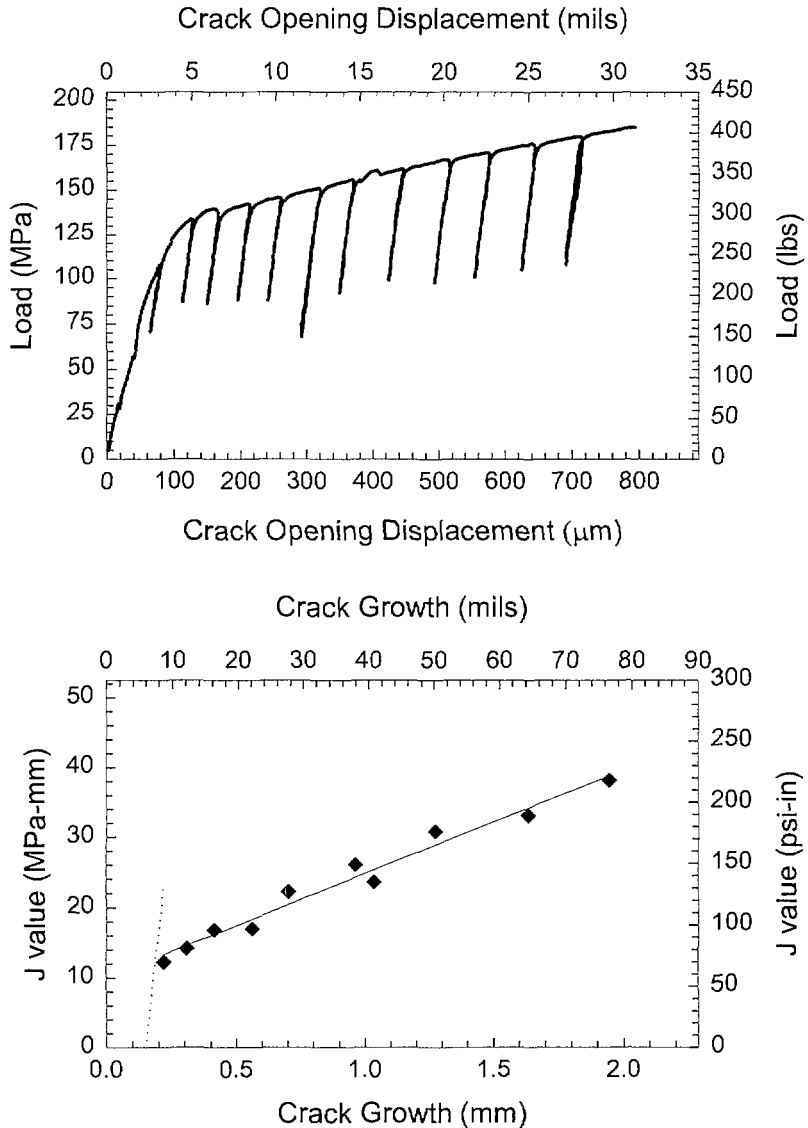 Crack Opening Displacement (mils)
0 5 10 15 20 25 30 35
200 450
175 400
150 350
125 300
100 250
75 200
50 150
25 100
0 50
0
Load (MPa)
Load (lbs)
0 100 200 300 400 500 600 700 800
Crack Opening Displacement (μm)
Crack Growth (mils)
0 10 20 30 40 50 60 70 80 90
50 300
40 250
30 200
20 150
10 100
0 50
0
J value (MPa-mm)
J value (psi-in)
0.0 0.5 1.0 1.5 2.0
Crack Growth (mm)